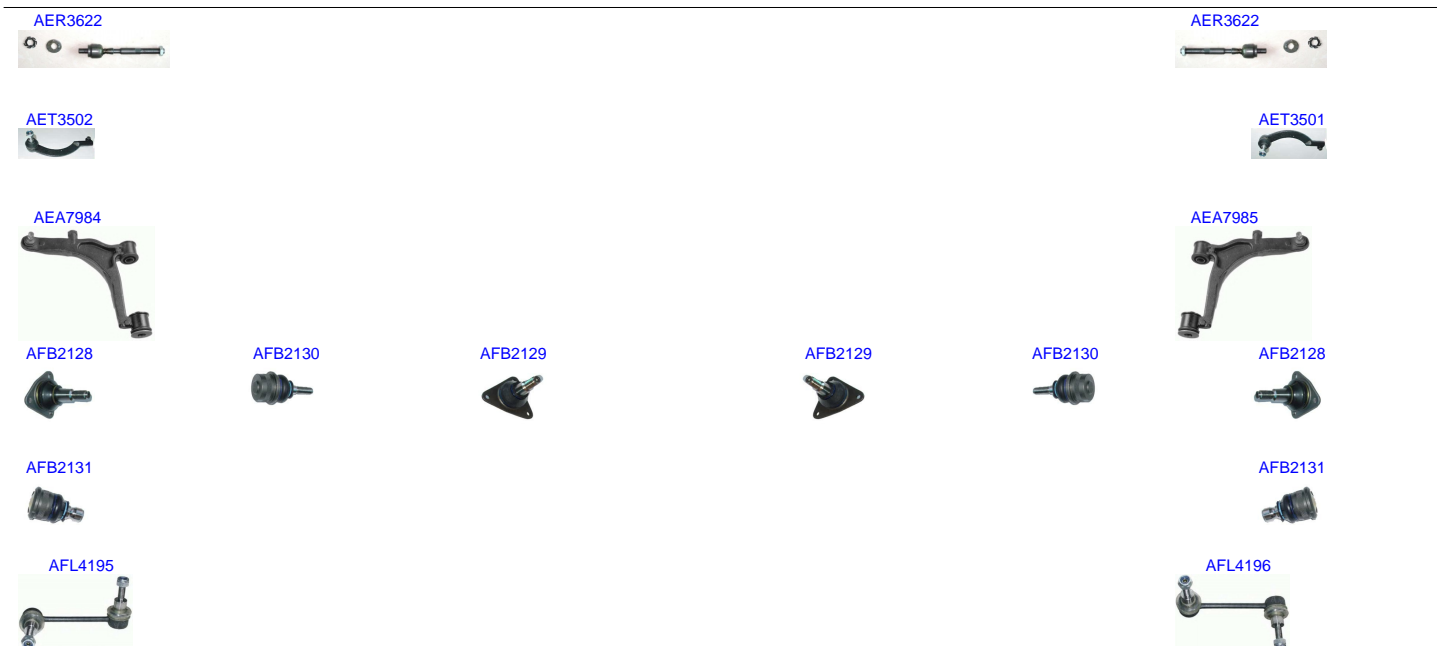 AER3622 AER3622
AET3502 AET3501
AEA7984 AEA7985
AFB2128 AFB2130 AFB2129 AFB2129 AFB2130 AFB2128
AFB2131 AFB2131
AFL4195 AFL4196